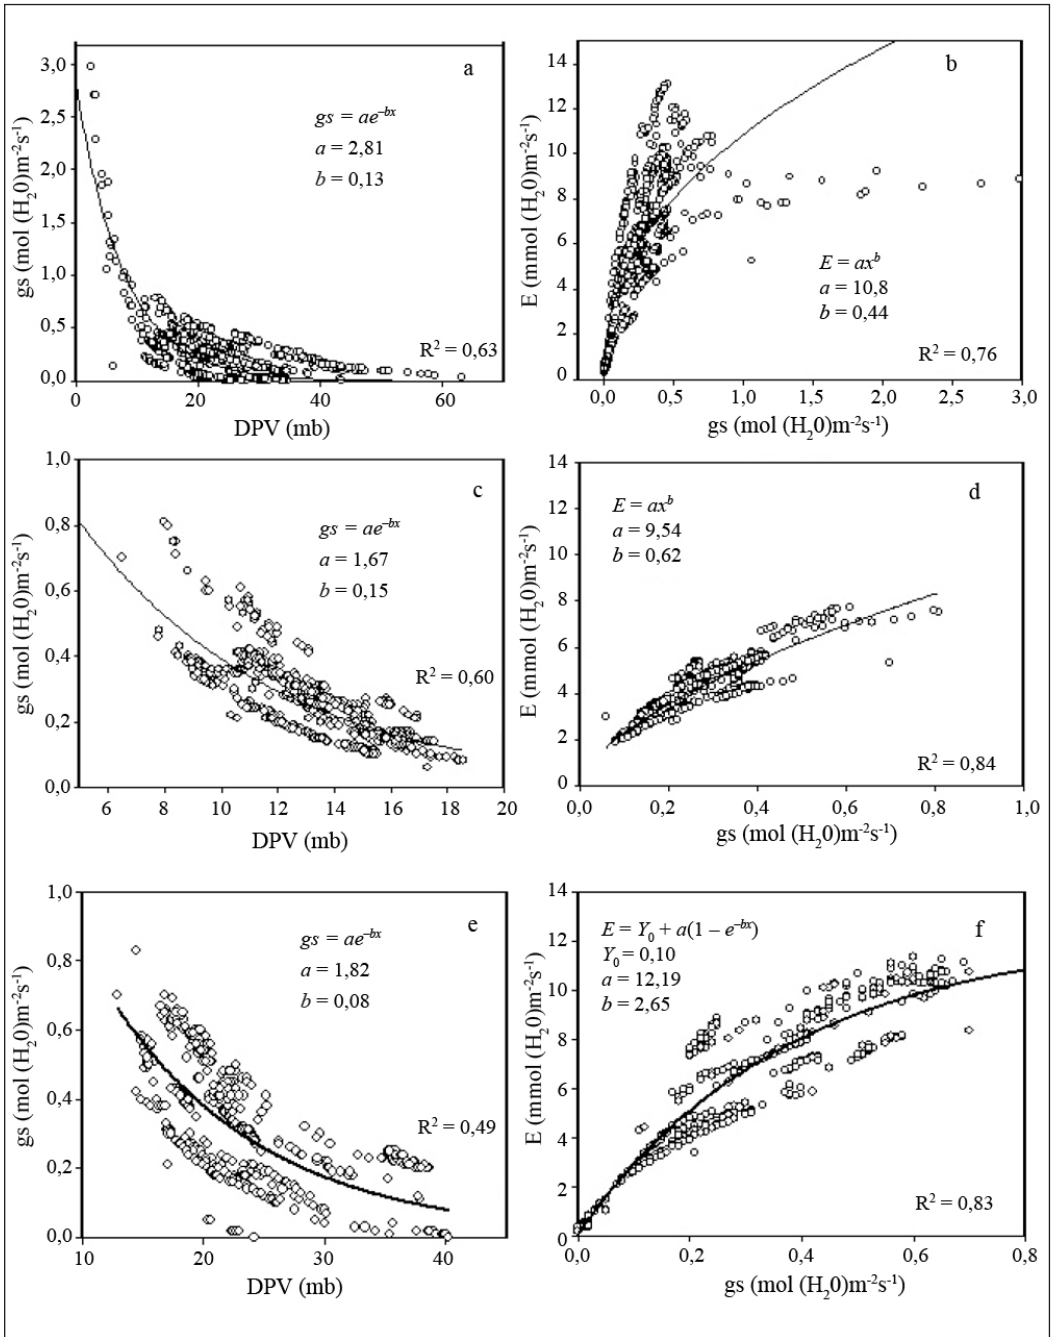 a
gs = ae^–bx
a = 2,81
b = 0,13
R² = 0,63
3,0
2,5
2,0
1,5
1,0
0,5
0,0
gs (mol (H₂0)m⁻²s⁻¹)
0 20 40 60
DPV (mb)
b
E = ax^b
a = 10,8
b = 0,44
R² = 0,76
14
12
10
8
6
4
2
0
E (mmol (H₂0)m⁻²s⁻¹)
0,0 0,5 1,0 1,5 2,0 2,5 3,0
gs (mol (H₂0)m⁻²s⁻¹)
c
gs = ae^–bx
a = 1,67
b = 0,15
R² = 0,60
1,0
0,8
0,6
0,4
0,2
0,0
gs (mol (H₂0)m⁻²s⁻¹)
6 8 10 12 14 16 18 20
DPV (mb)
d
E = ax^b
a = 9,54
b = 0,62
R² = 0,84
14
12
10
8
6
4
2
0
E (mmol (H₂0)m⁻²s⁻¹)
0,0 0,2 0,4 0,6 0,8 1,0
gs (mol (H₂0)m⁻²s⁻¹)
e
gs = ae^–bx
a = 1,82
b = 0,08
R² = 0,49
1,0
0,8
0,6
0,4
0,2
0,0
gs (mol (H₂0)m⁻²s⁻¹)
10 20 30 40
DPV (mb)
f
E = Y₀ + a(1 – e^–bx)
Y₀ = 0,10
a = 12,19
b = 2,65
R² = 0,83
14
12
10
8
6
4
2
0
E (mmol (H₂0)m⁻²s⁻¹)
0,0 0,2 0,4 0,6 0,8
gs (mol (H₂0)m⁻²s⁻¹)